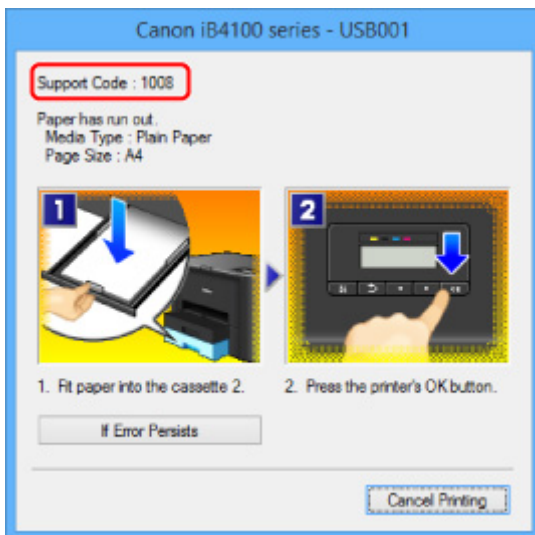 Canon iB4100 series - USB001
Support Code : 1008
Paper has run out.
Media Type : Plain Paper
Page Size : A4
1
2
1. Fit paper into the cassette 2.
2. Press the printer's OK button.
If Error Persists
Cancel Printing